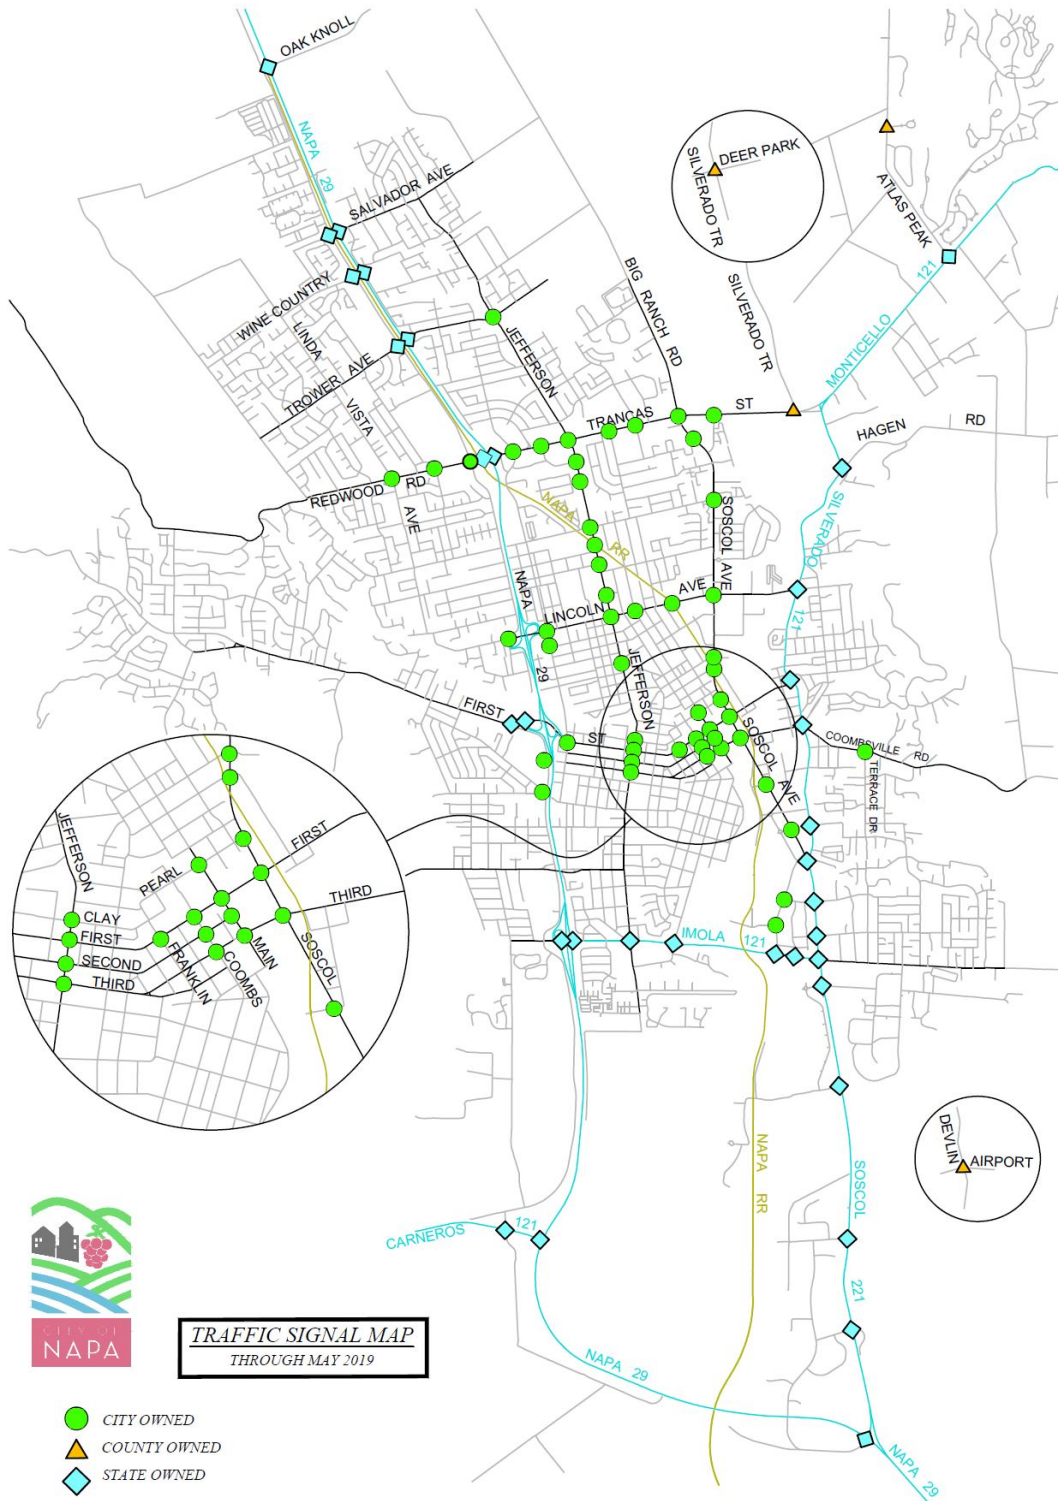 OAK KNOLL
NAPA 29
SALVADOR AVE
DEER PARK
SILVERADO TR
ATLAS PEAK
WINE COUNTRY
LINDA
VISTA
AVE
TROWER AVE
JEFFERSON
BIG RANCH RD
SILVERADO TR
121
MONTICELLO
TRANCAS
ST
HAGEN
RD
REDWOOD RD
NAPA
RR
SOSCOL AVE
SILVERADO
121
NAPA
29
LINCOLN
AVE
JEFFERSON
FIRST
ST
SOSCOL AVE
COOMBSVILLE RD
TERRACE DR
JEFFERSON
PEARL
FIRST
THIRD
CLAY
FIRST
SECOND
THIRD
FRANKLIN
COOMBS
MAIN
SOSCOL
IMOLA
121
NAPA RR
DEVLIN
AIRPORT
SOSCOL
221
CARNEROS
121
NAPA 29
NAPA 29
CITY OF
NAPA
TRAFFIC SIGNAL MAP
THROUGH MAY 2019
CITY OWNED
COUNTY OWNED
STATE OWNED